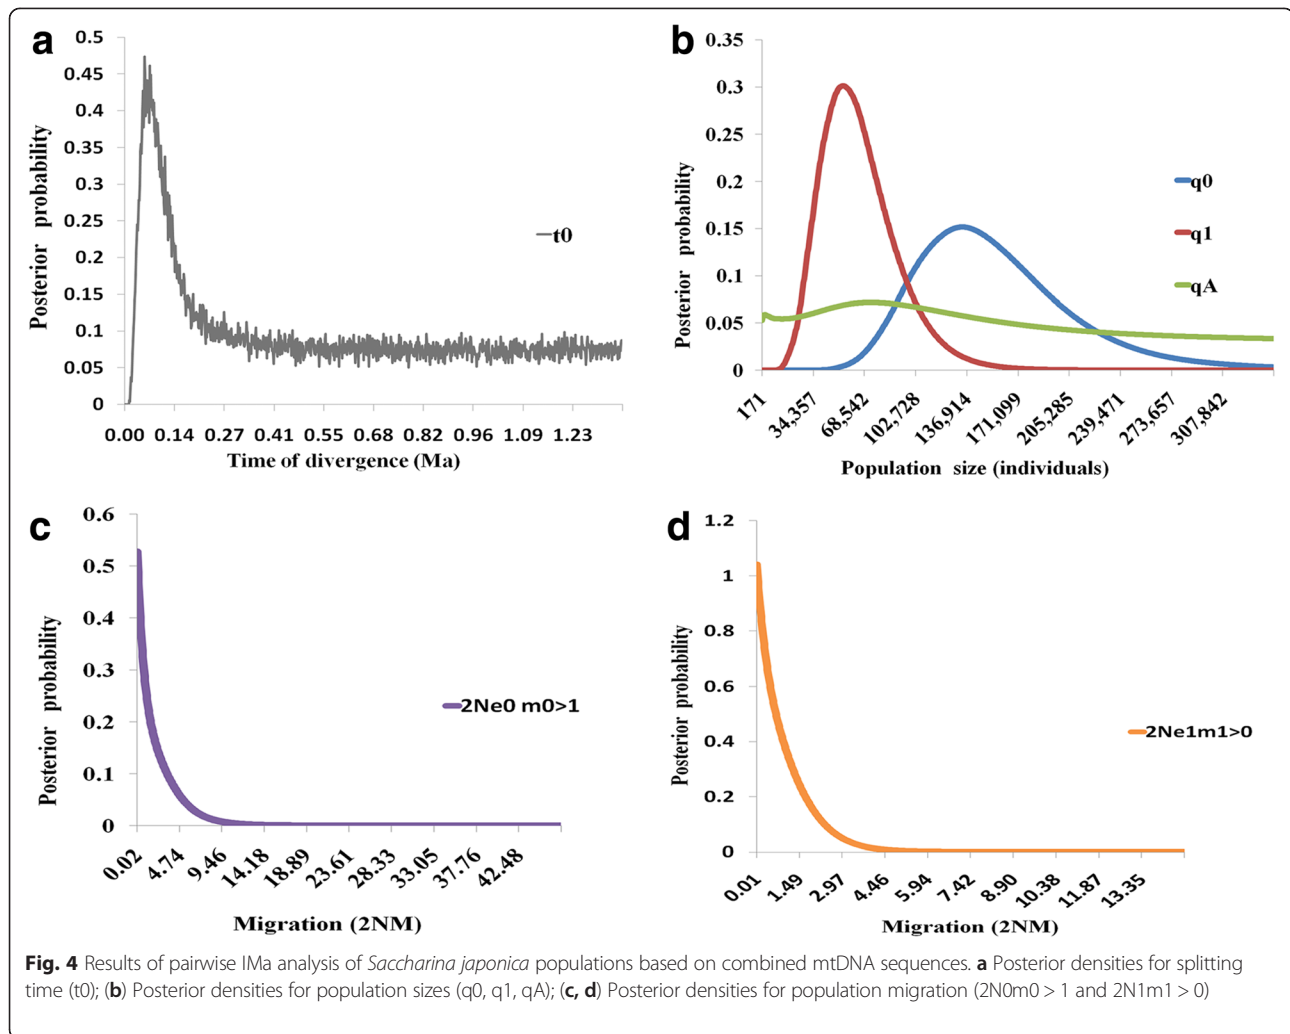 a
0.5
0.45
0.4
0.35
0.3
0.25
0.2
0.15
0.1
0.05
0
Posterior probability
t0
0.00 0.14 0.27 0.41 0.55 0.68 0.82 0.96 1.09 1.23
Time of divergence (Ma)
b
0.35
0.3
0.25
0.2
0.15
0.1
0.05
0
Posterior probability
q0
q1
qA
171 34,357 68,542 102,728 136,914 171,099 205,285 239,471 273,657 307,842
Population size (individuals)
c
0.6
0.5
0.4
0.3
0.2
0.1
0
Posterior probability
2Ne0 m0>1
0.02 4.74 9.46 14.18 18.89 23.61 28.33 33.05 37.76 42.48
Migration (2NM)
d
1.2
1
0.8
0.6
0.4
0.2
0
Posterior probability
2Ne1m1>0
0.01 1.49 2.97 4.46 5.94 7.42 8.90 10.38 11.87 13.35
Migration (2NM)
Fig. 4 Results of pairwise IMa analysis of Saccharina japonica populations based on combined mtDNA sequences. a Posterior densities for splitting
time (t0); (b) Posterior densities for population sizes (q0, q1, qA); (c, d) Posterior densities for population migration (2N0m0 > 1 and 2N1m1 > 0)